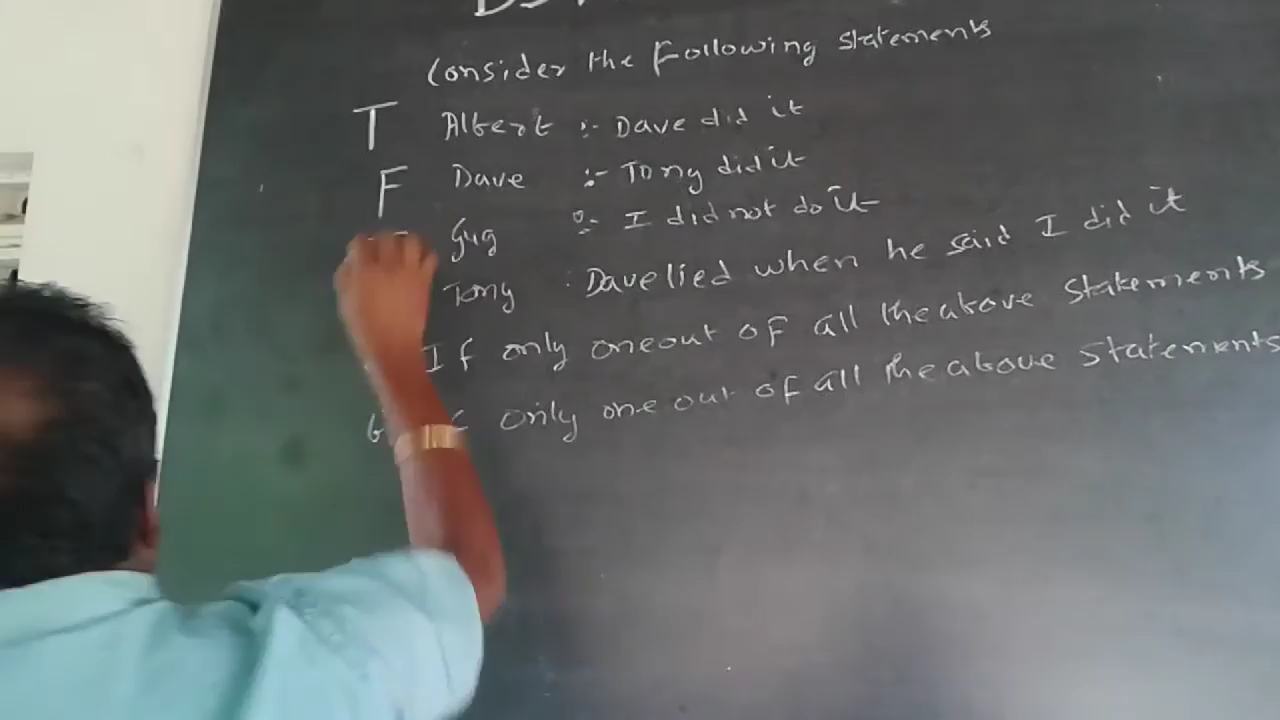 Consider the Following statements
T Albert :- Dave did it
F Dave :- Tony did it
Gug :- I did not do it
Tony : Dave lied when he said I did it
If only one out of all the above statements
only one out of all the above statements